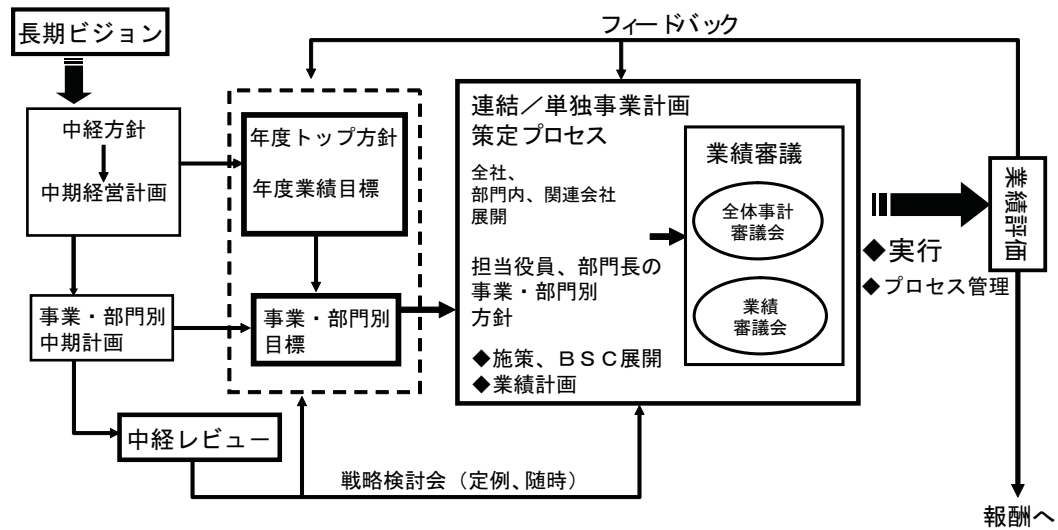 フィードバック
長期ビジョン
中経方針
中期経営計画
事業・部門別
中期計画
中経レビュー
年度トップ方針
年度業績目標
事業・部門別
目標
連結／単独事業計画
策定プロセス
全社、
部門内、関連会社
展開
担当役員、部門長の
事業・部門別
方針
◆施策、ＢＳＣ展開
◆業績計画
業績審議
全体事計
審議会
業績
審議会
◆実行
◆プロセス管理
業績評価
戦略検討会（定例、随時）
報酬へ